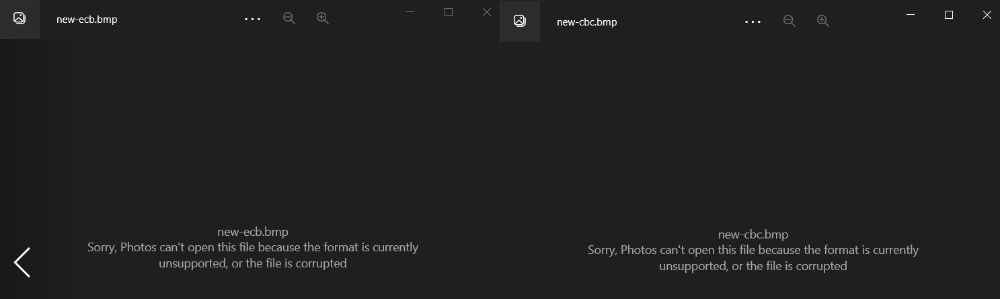 new-ecb.bmp
new-ecb.bmp
Sorry, Photos can't open this file because the format is currently
unsupported, or the file is corrupted
new-cbc.bmp
new-cbc.bmp
Sorry, Photos can't open this file because the format is currently
unsupported, or the file is corrupted